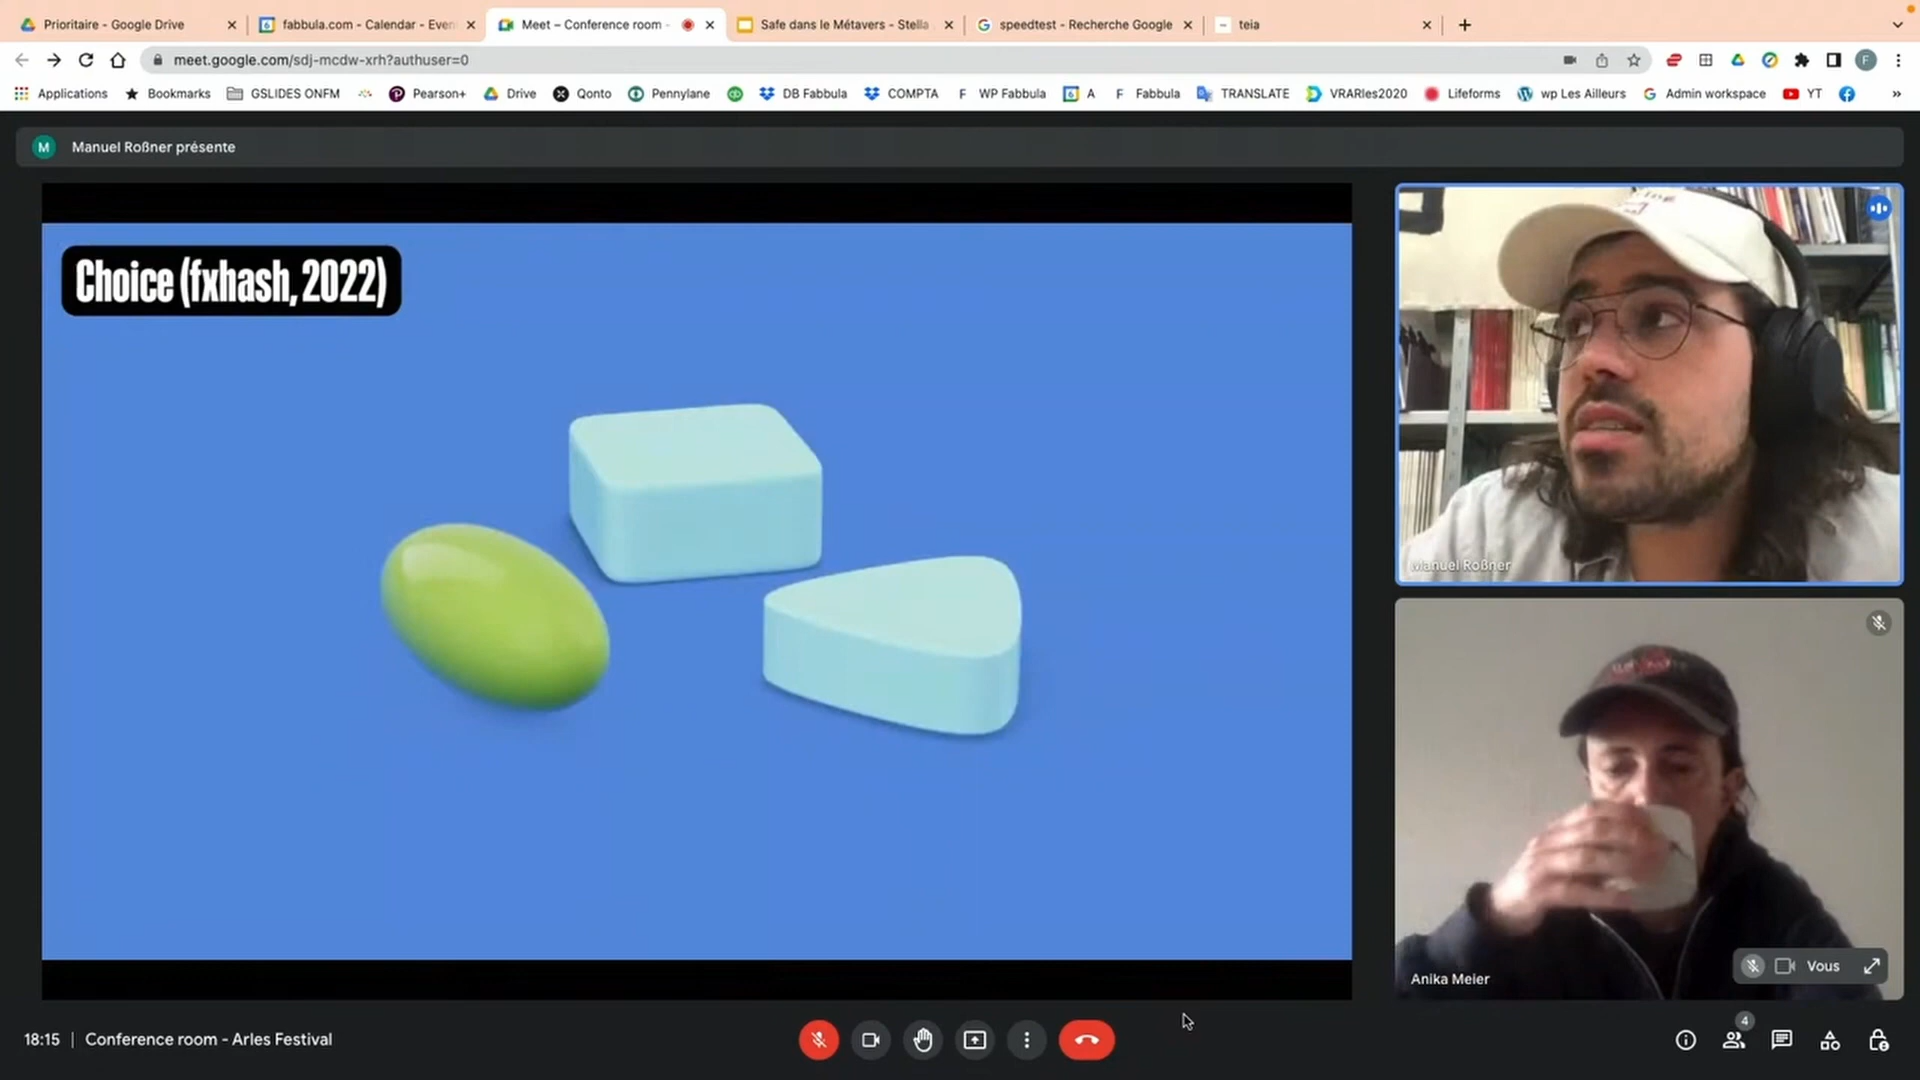 Prioritaire - Google Drive
fabbula.com - Calendar - Even
Meet – Conference room -
Safe dans le Métavers - Stella
speedtest - Recherche Google
teia
meet.google.com/sdj-mcdw-xrh?authuser=0
F
Applications
Bookmarks
GSLIDES ONFM
Pearson+
Drive
Qonto
Pennylane
DB Fabbula
COMPTA
F WP Fabbula
6 A
F Fabbula
TRANSLATE
VRARles2020
Lifeforms
wp Les Ailleurs
Admin workspace
YT
»
M Manuel Roßner présente
Choice (fxhash, 2022)
Manuel Roßner
Anika Meier
Vous
18:15 | Conference room - Arles Festival
4